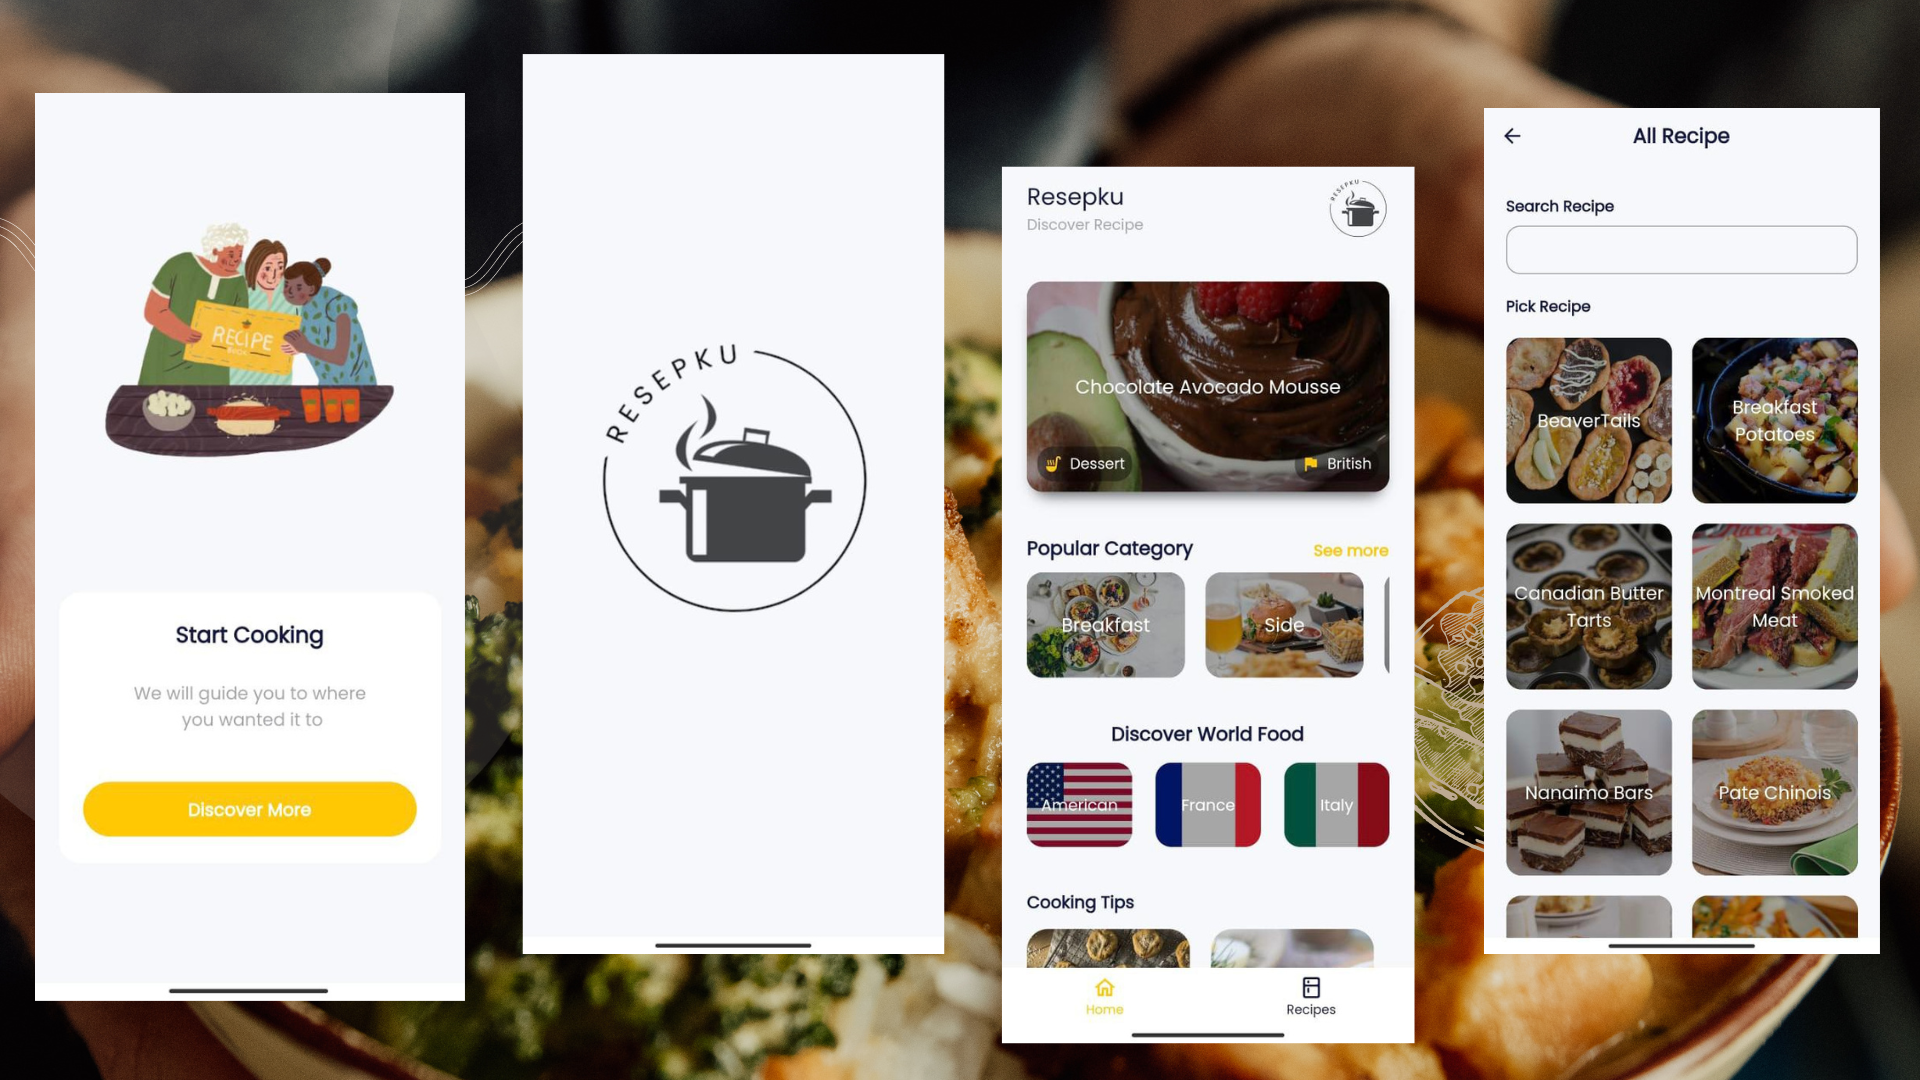 RECIPE
Start Cooking
We will guide you to where
you wanted it to
Discover More
RESEPKU
Resepku
Discover Recipe
RESEPKU
Chocolate Avocado Mousse
Dessert
British
Popular Category
See more
Breakfast
Side
Discover World Food
American
France
Italy
Cooking Tips
Home
Recipes
All Recipe
Search Recipe
Pick Recipe
BeaverTails
Breakfast
Potatoes
Canadian Butter
Tarts
Montreal Smoked
Meat
Nanaimo Bars
Pate Chinois